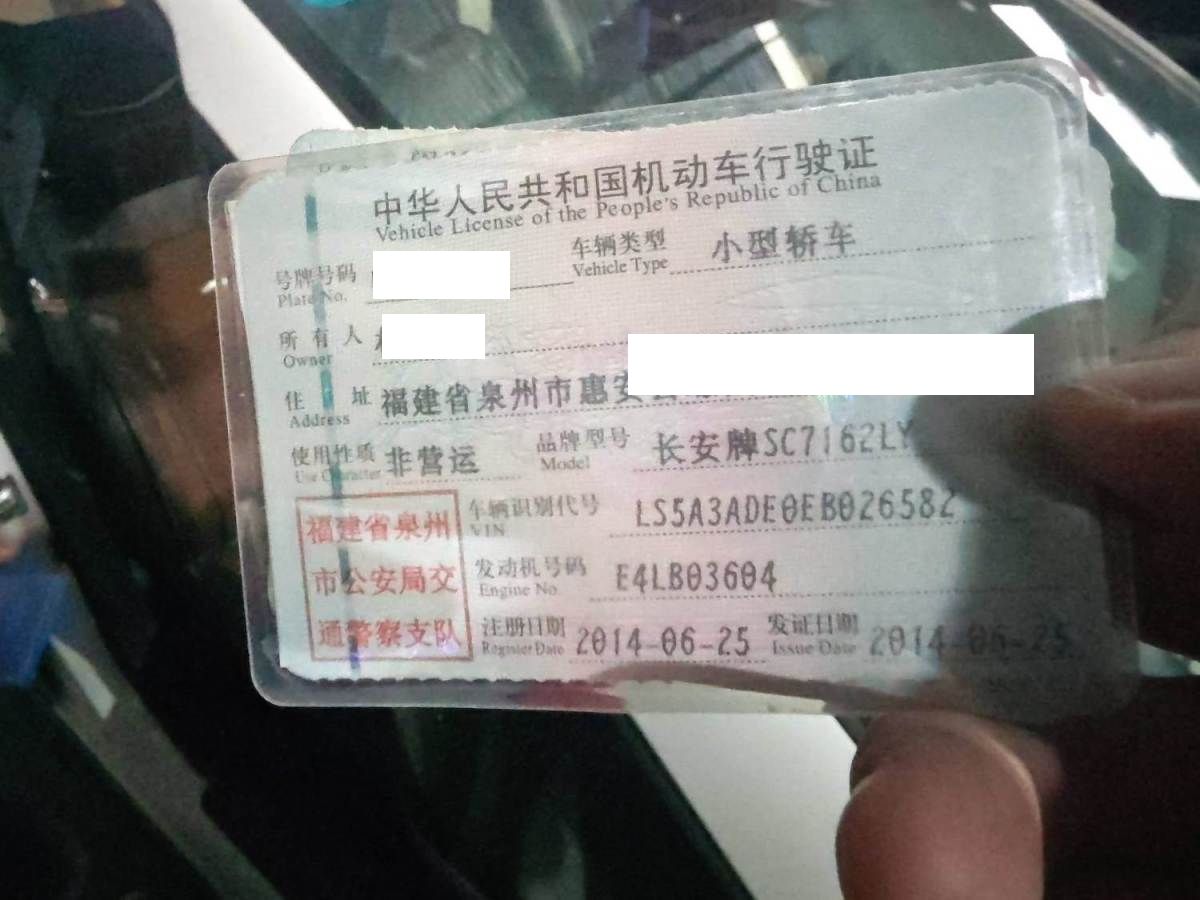 中华人民共和国机动车行驶证
Vehicle License of the People's Republic of China
号牌号码
Plate No.
车辆类型 小型轿车
Vehicle Type
所有人
Owner
住址 福建省泉州市惠安
Address
使用性质 非营运
Use Character
品牌型号 长安牌SC7162LY
Model
车辆识别代号 LS5A3ADE0EB026582
VIN
发动机号码 E4LB03604
Engine No.
注册日期 2014-06-25 发证日期 2014-06-25
Register Date Issue Date
福建省泉州
市公安局交
通警察支队